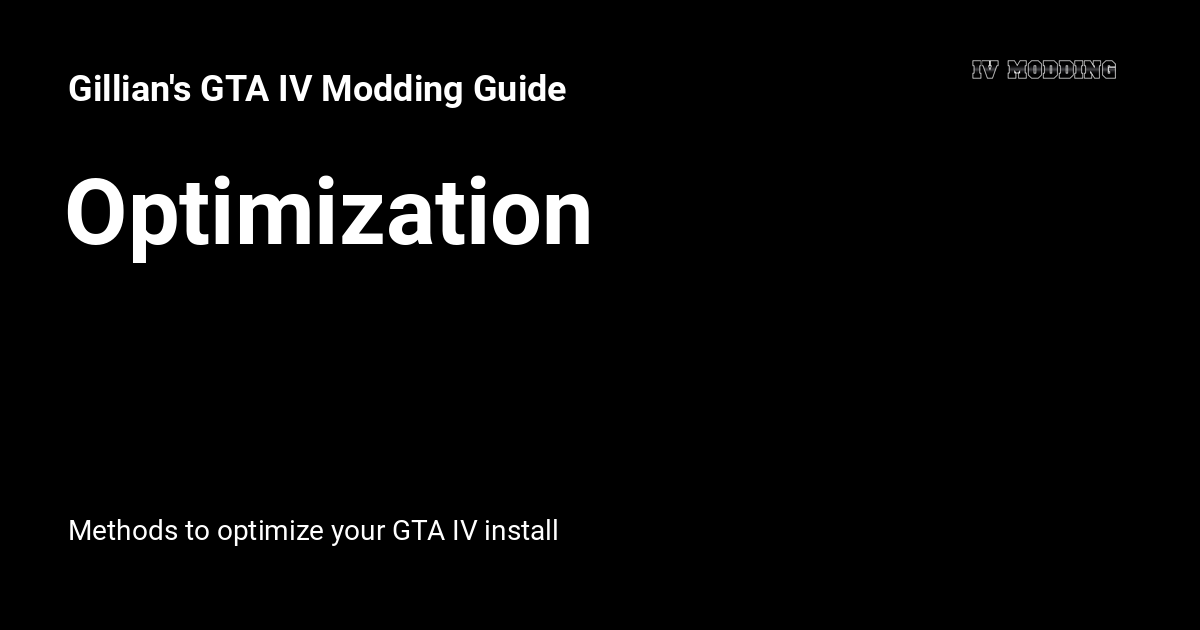 Gillian's GTA IV Modding Guide
IV MODDING
Optimization
Methods to optimize your GTA IV install